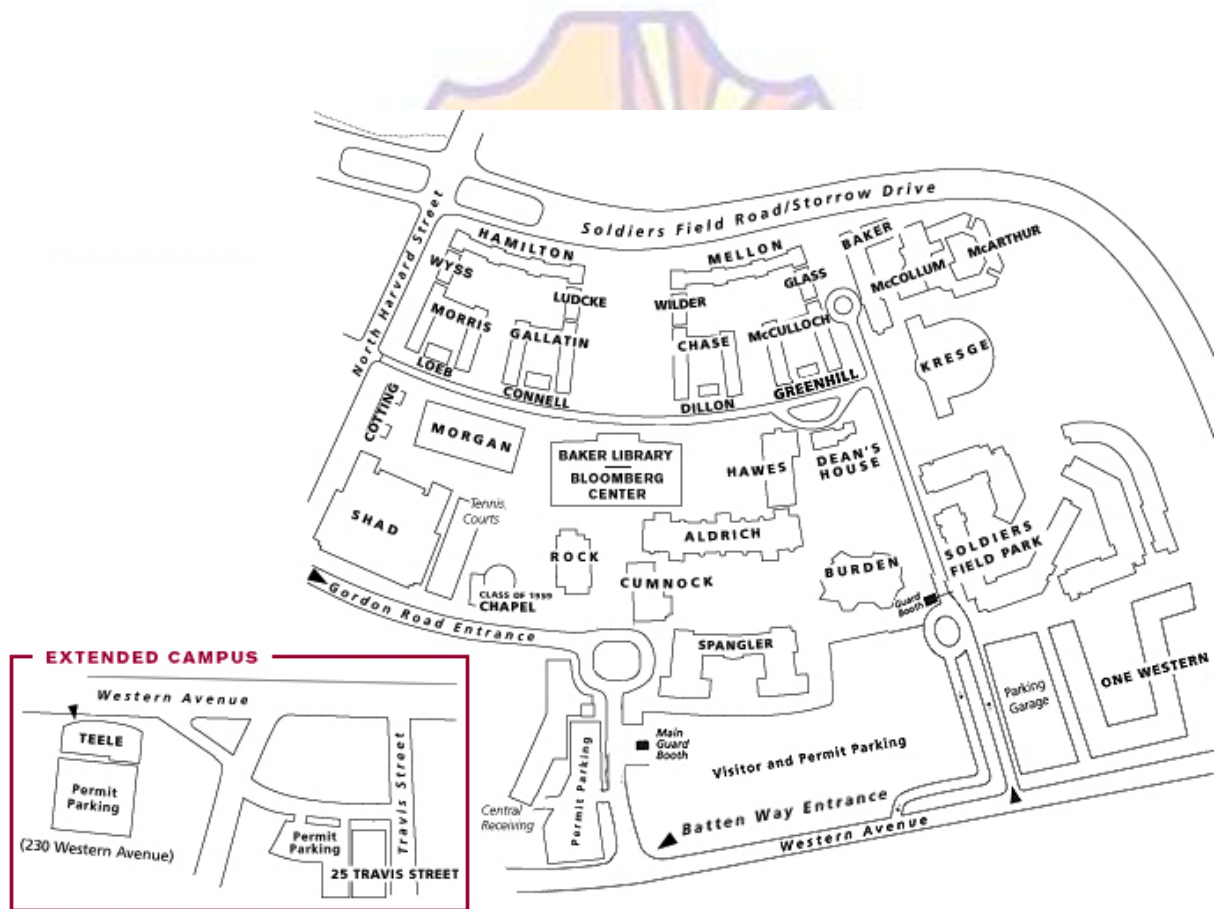 Soldiers Field Road/Storrow Drive
North Harvard Street
HAMILTON
MELLON
BAKER
McARTHUR
WYSS
McCOLLUM
GLASS
LUDCKE
WILDER
MORRIS
GALLATIN
CHASE
McCULLOCH
KRESGE
LOEB
CONNELL
DILLON
GREENHILL
COTTING
MORGAN
BAKER LIBRARY
BLOOMBERG
CENTER
HAWES
DEAN'S
HOUSE
Tennis
Courts
SHAD
ALDRICH
SOLDIERS
FIELD PARK
ROCK
CUMNOCK
BURDEN
CLASS OF 1959
CHAPEL
Guard
Booth
Gordon Road Entrance
SPANGLER
ONE WESTERN
Parking
Garage
Main
Guard
Booth
Visitor and Permit Parking
Permit Parking
Central
Receiving
Batten Way Entrance
Western Avenue
EXTENDED CAMPUS
Western Avenue
TEELE
Permit
Parking
(230 Western Avenue)
Travis Street
Permit
Parking
25 TRAVIS STREET